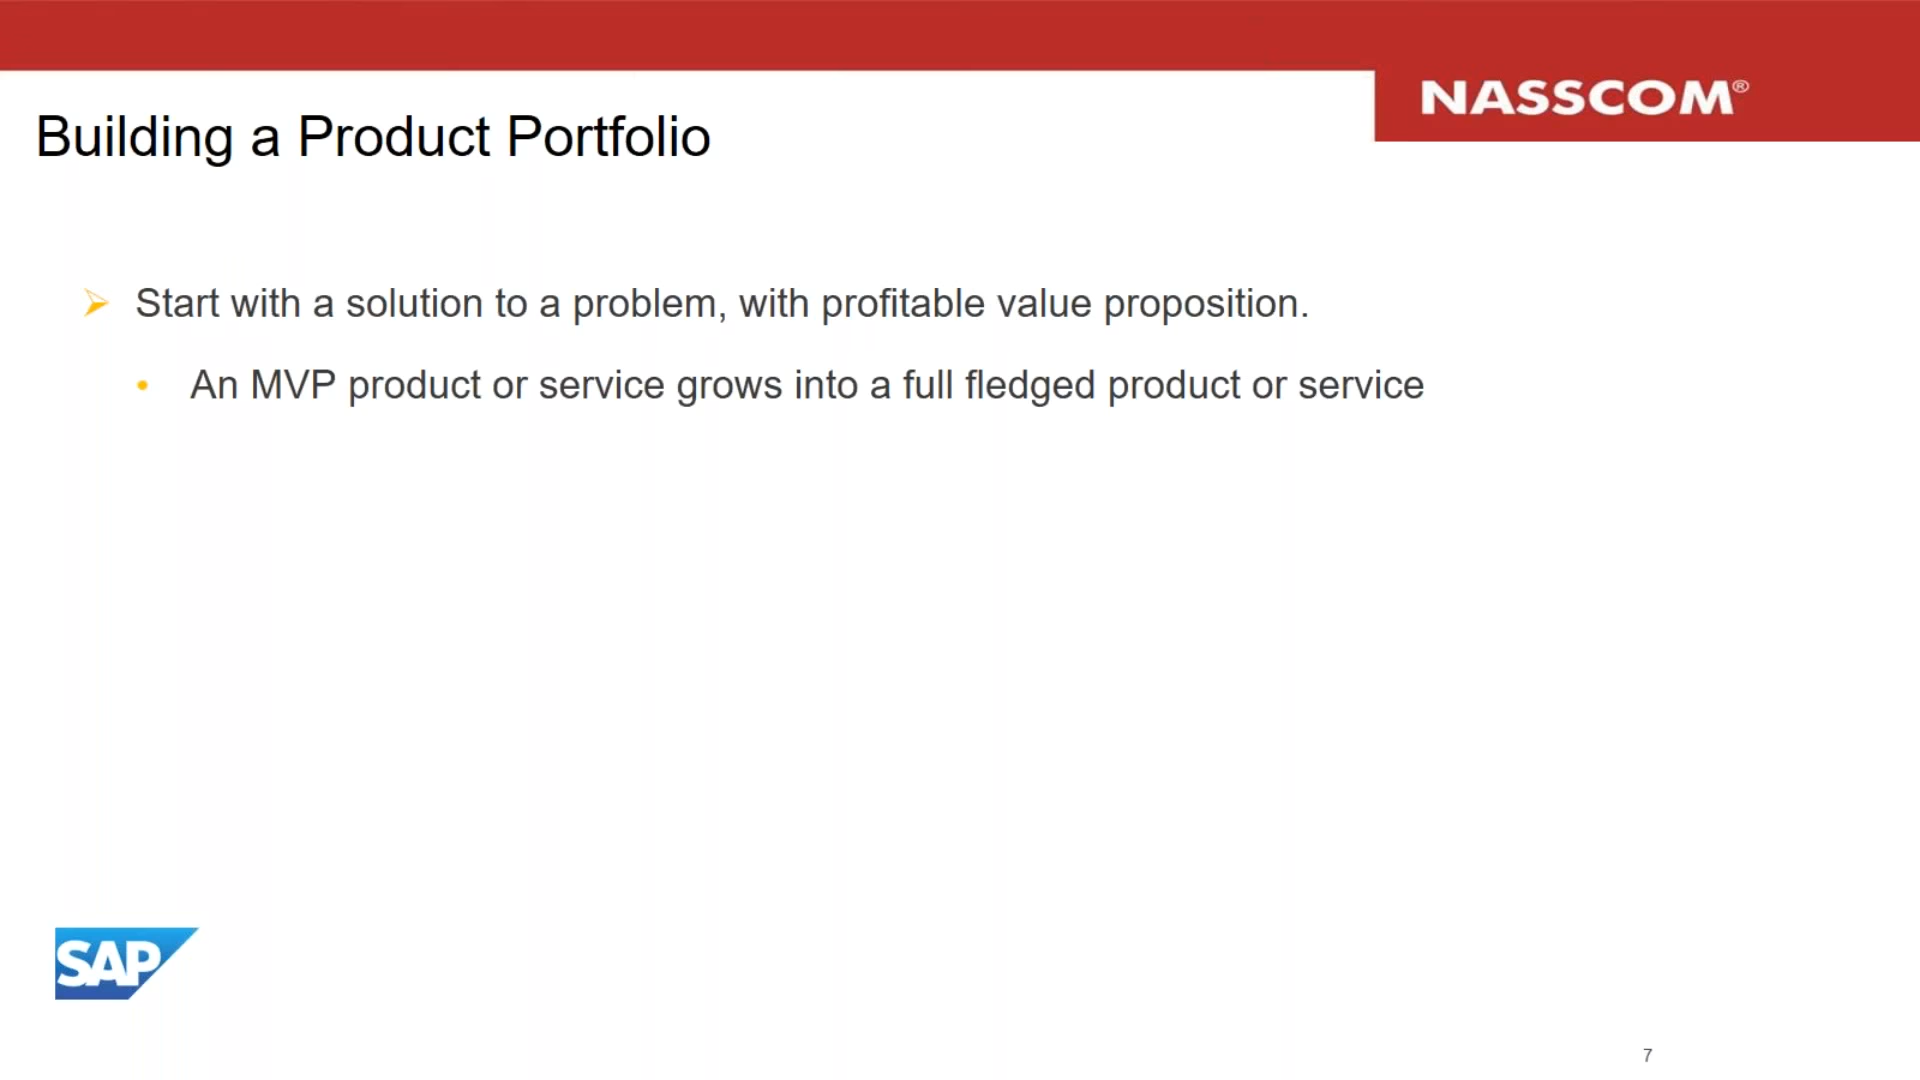 NASSCOM®
Building a Product Portfolio
➢ Start with a solution to a problem, with profitable value proposition.
• An MVP product or service grows into a full fledged product or service
SAP
7